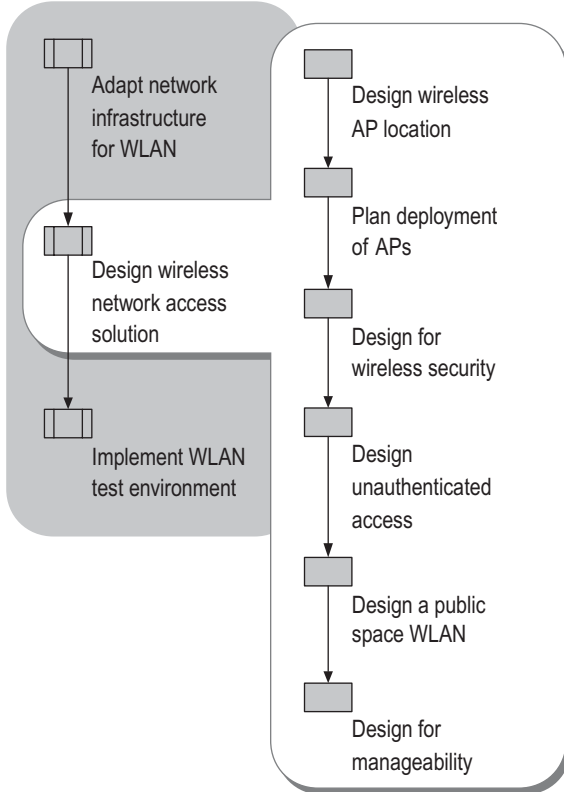 Adapt network
infrastructure
for WLAN
Design wireless
network access
solution
Implement WLAN
test environment
Design wireless
AP location
Plan deployment
of APs
Design for
wireless security
Design
unauthenticated
access
Design a public
space WLAN
Design for
manageability